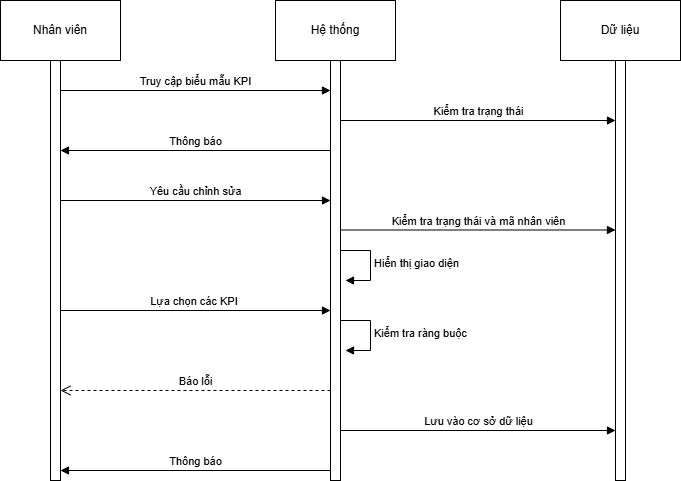 Nhân viên
Hệ thống
Dữ liệu
Truy cập biểu mẫu KPI
Kiểm tra trạng thái
Thông báo
Yêu cầu chỉnh sửa
Kiểm tra trạng thái và mã nhân viên
Hiển thị giao diện
Lựa chọn các KPI
Kiểm tra ràng buộc
Báo lỗi
Lưu vào cơ sở dữ liệu
Thông báo